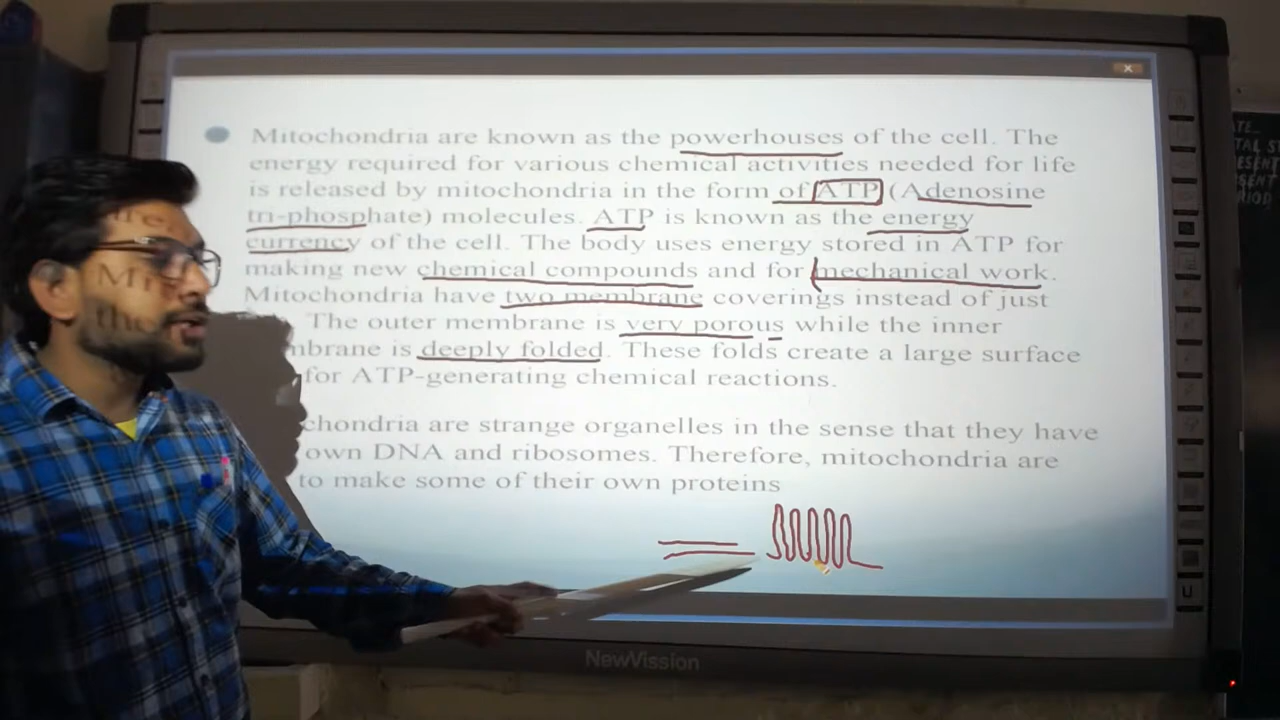 Mitochondria are known as the powerhouses of the cell. The
energy required for various chemical activities needed for life
is released by mitochondria in the form of ATP (Adenosine
tri-phosphate) molecules. ATP is known as the energy
currency of the cell. The body uses energy stored in ATP for
making new chemical compounds and for mechanical work.
Mitochondria have two membrane coverings instead of just
The outer membrane is very porous while the inner
mbrane is deeply folded. These folds create a large surface
for ATP-generating chemical reactions.
chondria are strange organelles in the sense that they have
own DNA and ribosomes. Therefore, mitochondria are
to make some of their own proteins
NewVission